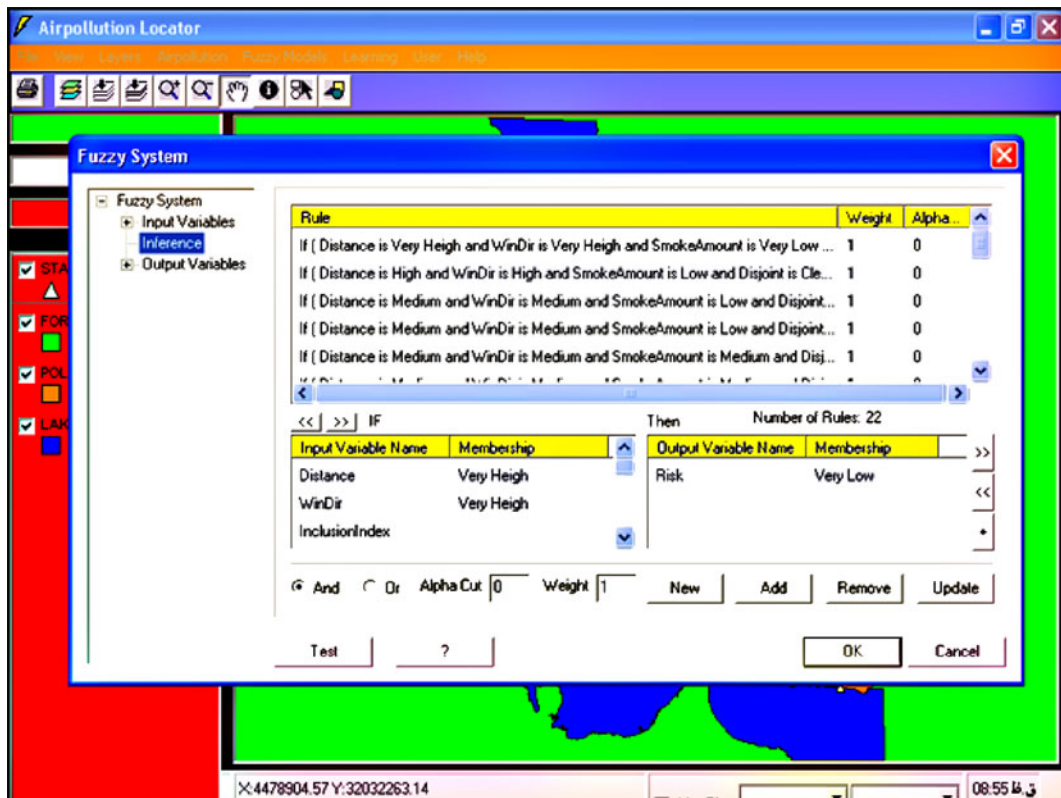 Airpollution Locator
File View Layers Airpollution Fuzzy Models Learning User Help
Fuzzy System
Fuzzy System
Input Variables
Inference
Output Variables
Rule Weight Alpha...
If ( Distance is Very Heigh and WinDir is Very Heigh and SmokeAmount is Very Low ... 1 0
If ( Distance is High and WinDir is High and SmokeAmount is Low and Disjoint is Cle... 1 0
If ( Distance is Medium and WinDir is Medium and SmokeAmount is Low and Disjoint... 1 0
If ( Distance is Medium and WinDir is Medium and SmokeAmount is Low and Disjoint... 1 0
If ( Distance is Medium and WinDir is Medium and SmokeAmount is Medium and Disj... 1 0
<< >> IF Then Number of Rules: 22
Input Variable Name Membership Output Variable Name Membership >>
Distance Very Heigh Risk Very Low
WinDir Very Heigh <<
InclusionIndex
And Or Alpha Cut 0 Weight 1 New Add Remove Update
Test ? OK Cancel
STA
FOR
POL
LAK
X:4478904.57 Y:32032263.14 08:55 ق.ظ